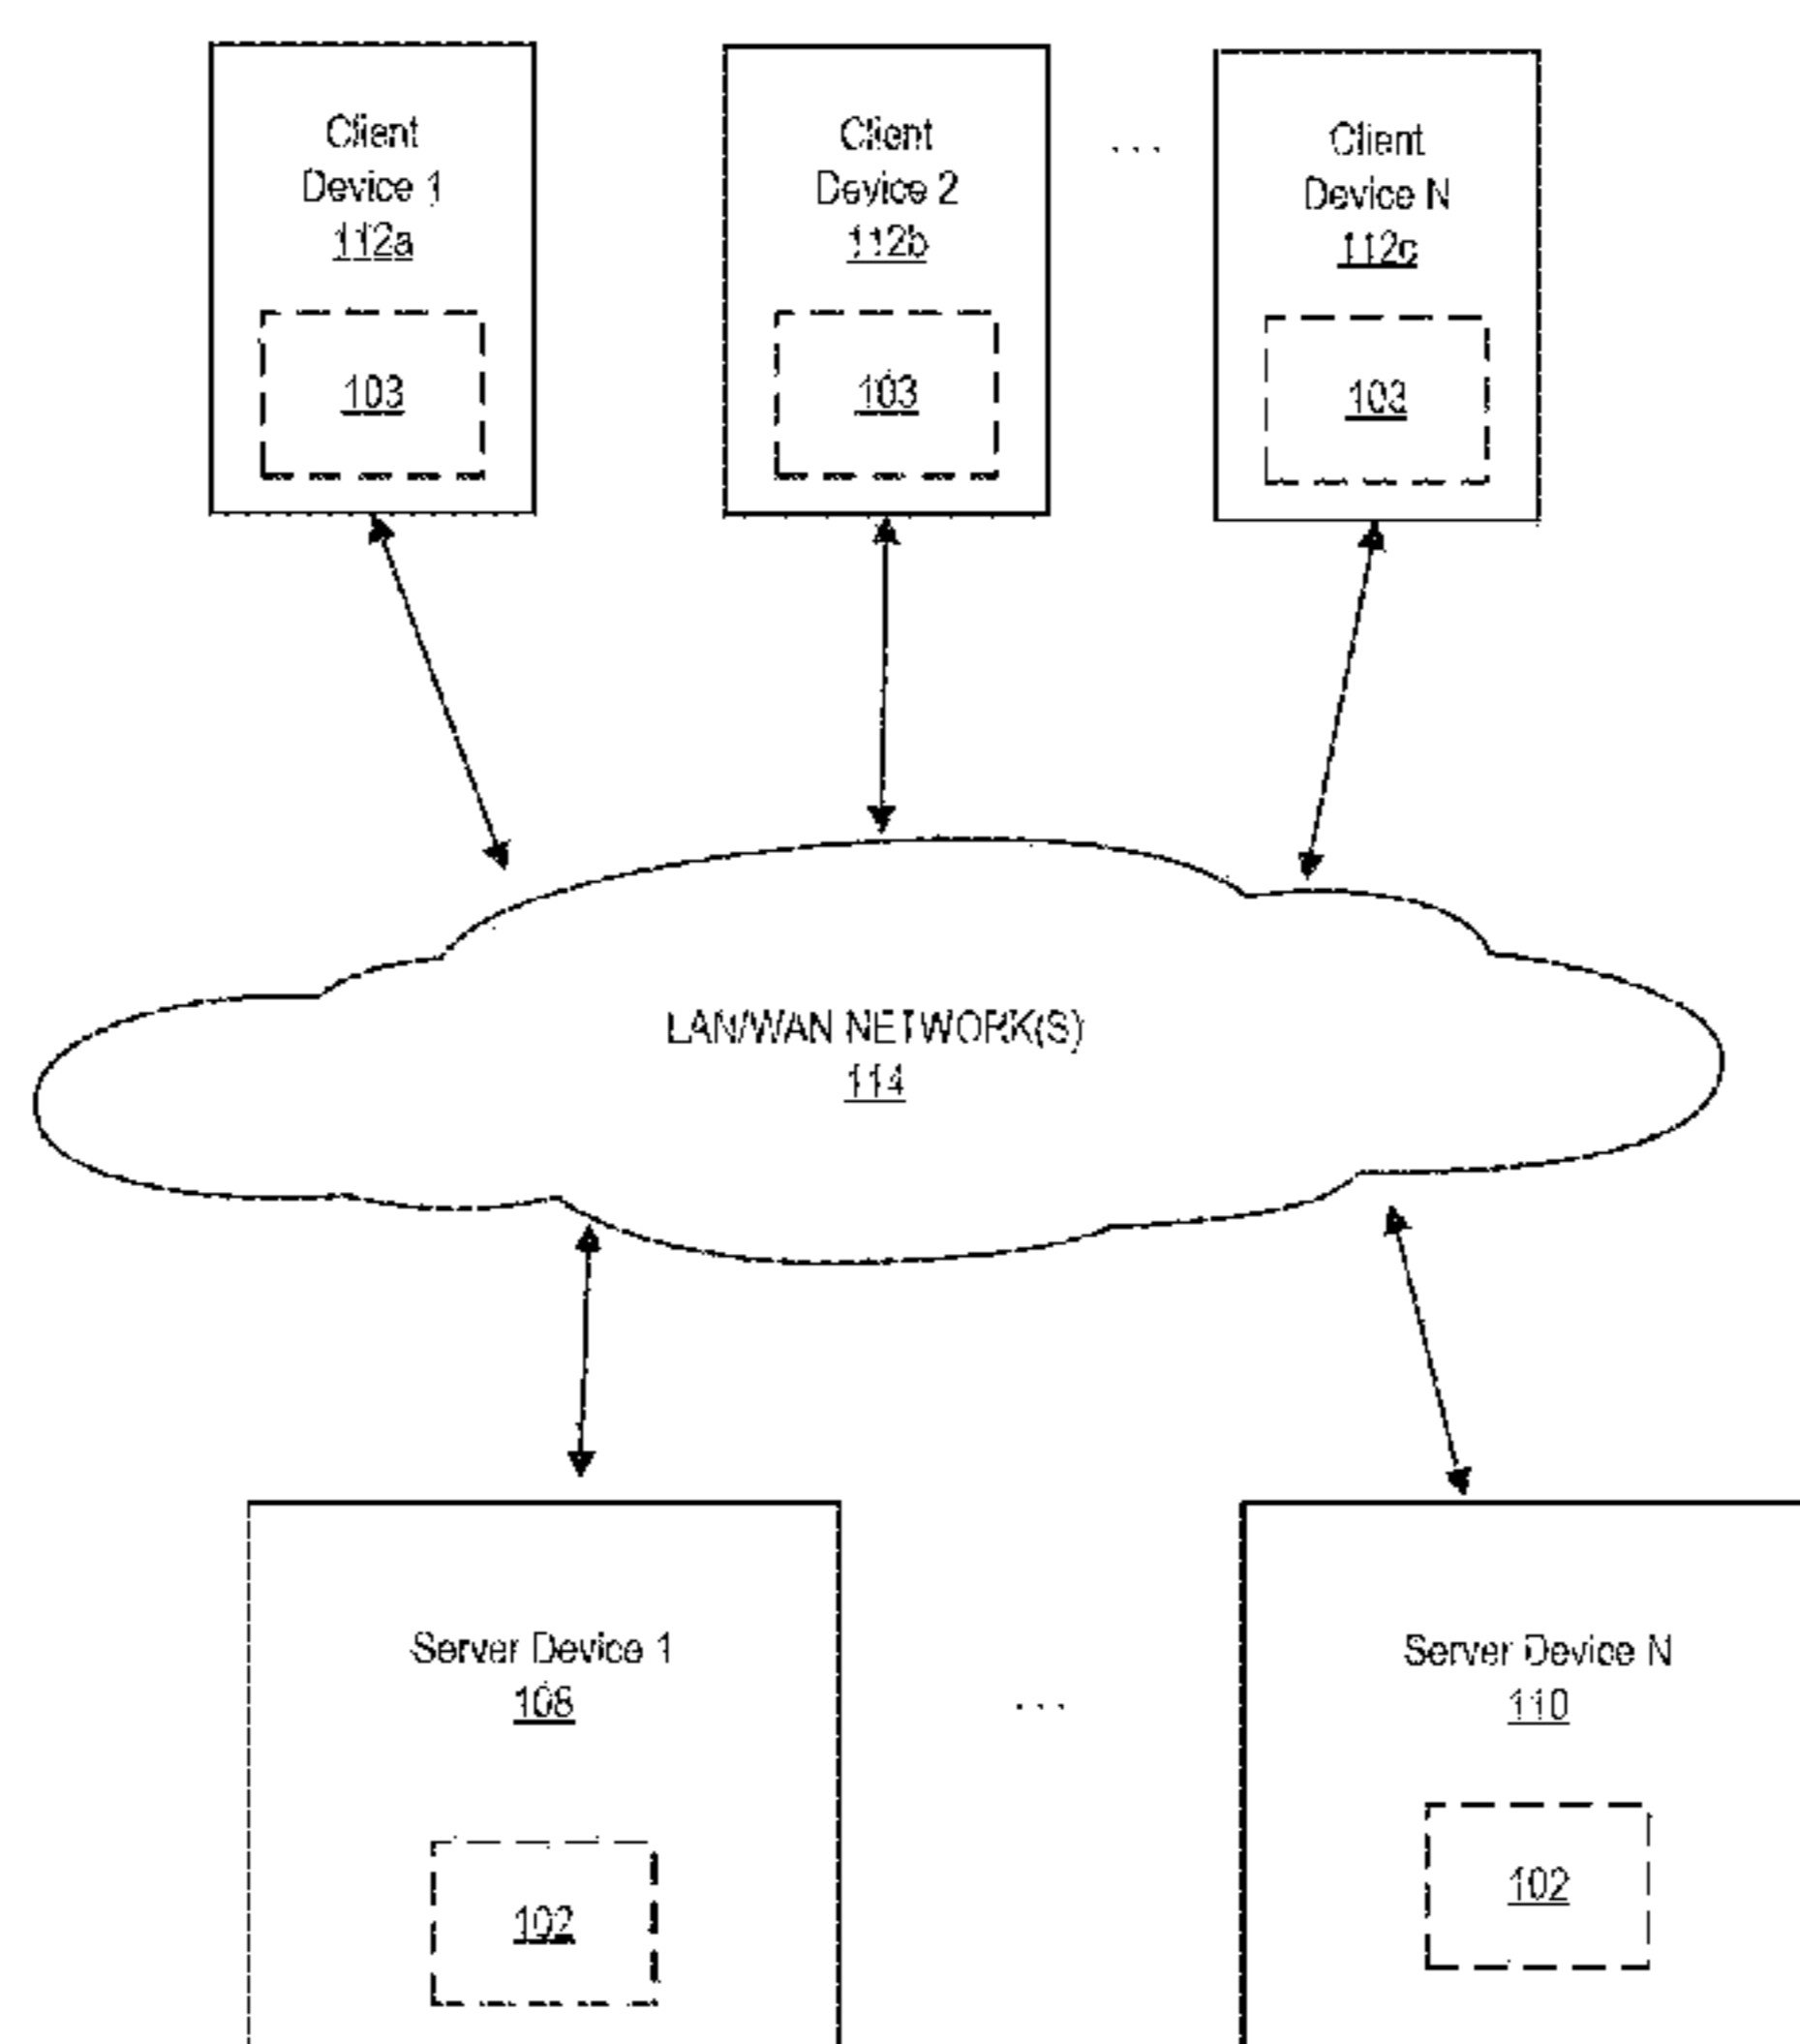 Client
Device 1
112a
103
Client
Device 2
112b
103
...
Client
Device N
112c
103
LAN/WAN NETWORK(S)
114
Server Device 1
108
102
...
Server Device N
110
102